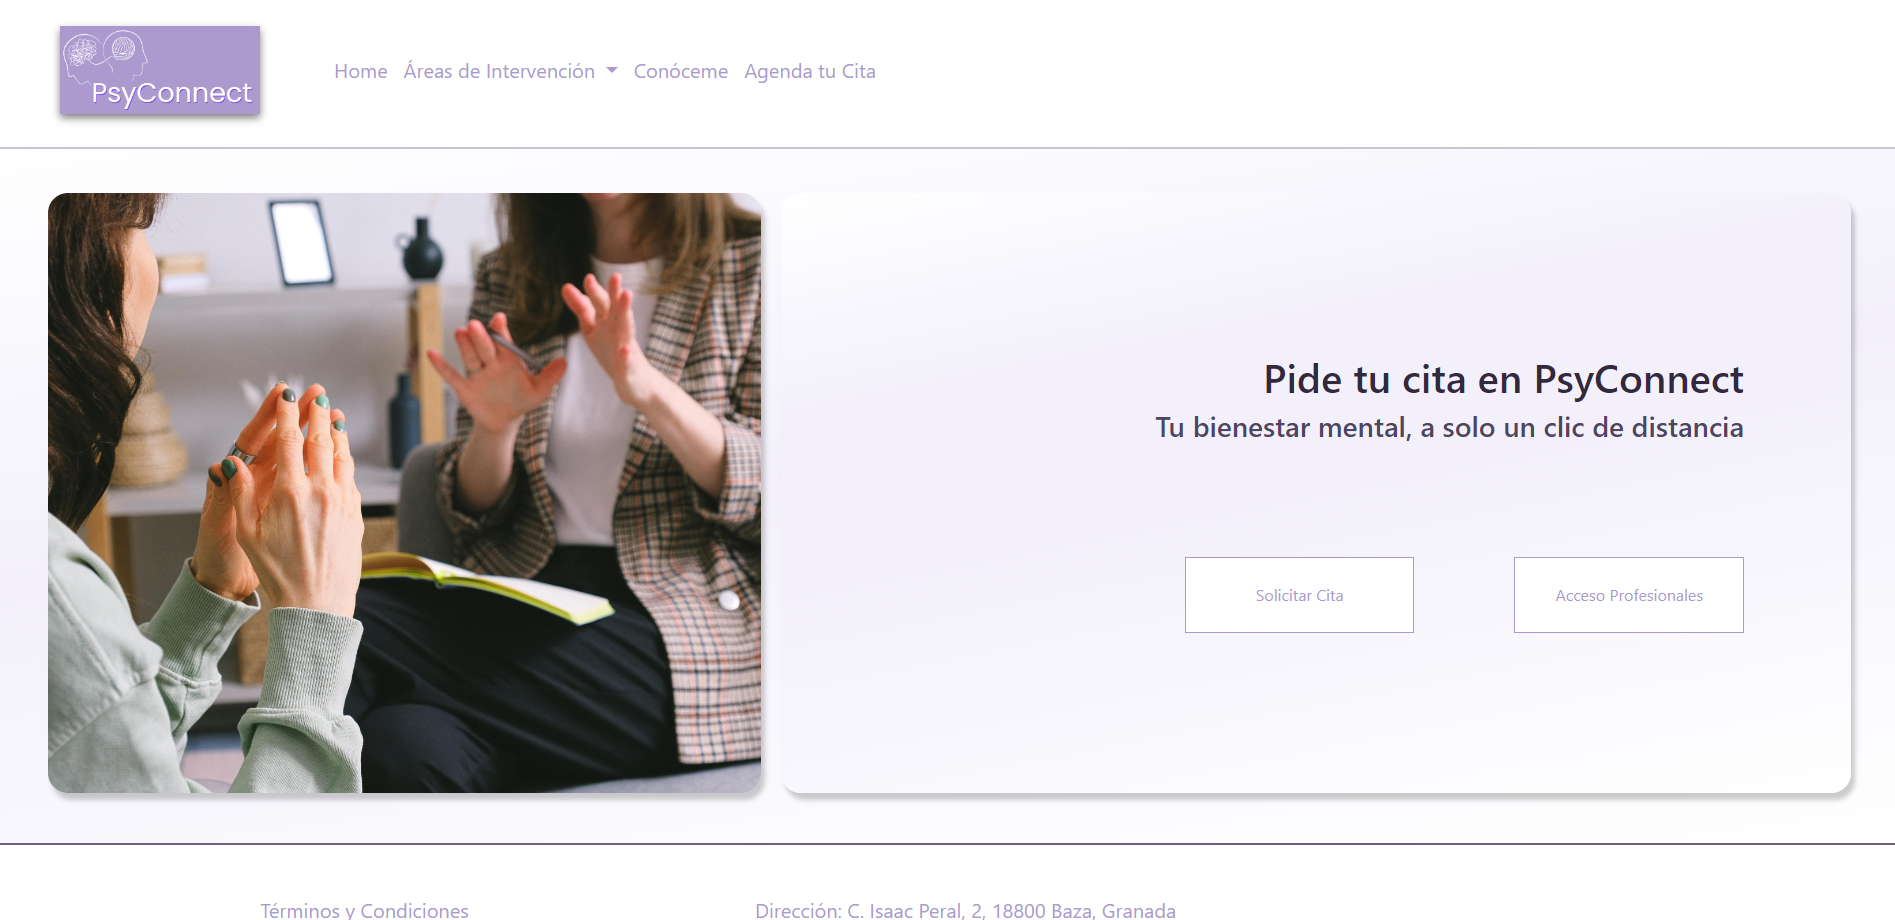 PsyConnect
Home
Áreas de Intervención
Conóceme
Agenda tu Cita
Pide tu cita en PsyConnect
Tu bienestar mental, a solo un clic de distancia
Solicitar Cita
Acceso Profesionales
Términos y Condiciones
Dirección: C. Isaac Peral, 2, 18800 Baza, Granada